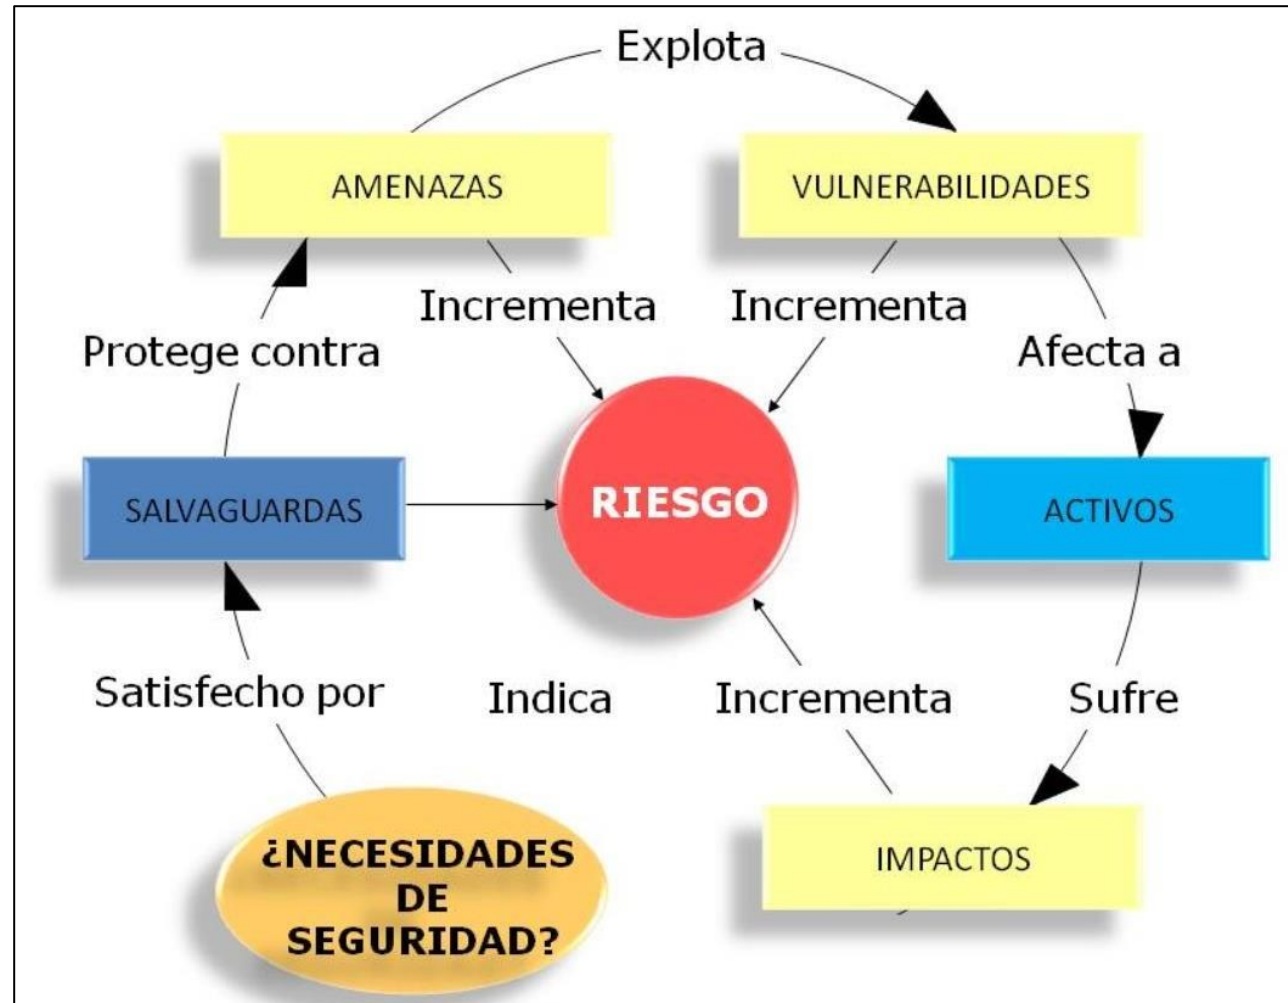 Explota
AMENAZAS
VULNERABILIDADES
Incrementa
Incrementa
Protege contra
Afecta a
RIESGO
SALVAGUARDAS
ACTIVOS
Satisfecho por
Indica
Incrementa
Sufre
¿NECESIDADES
DE
SEGURIDAD?
IMPACTOS